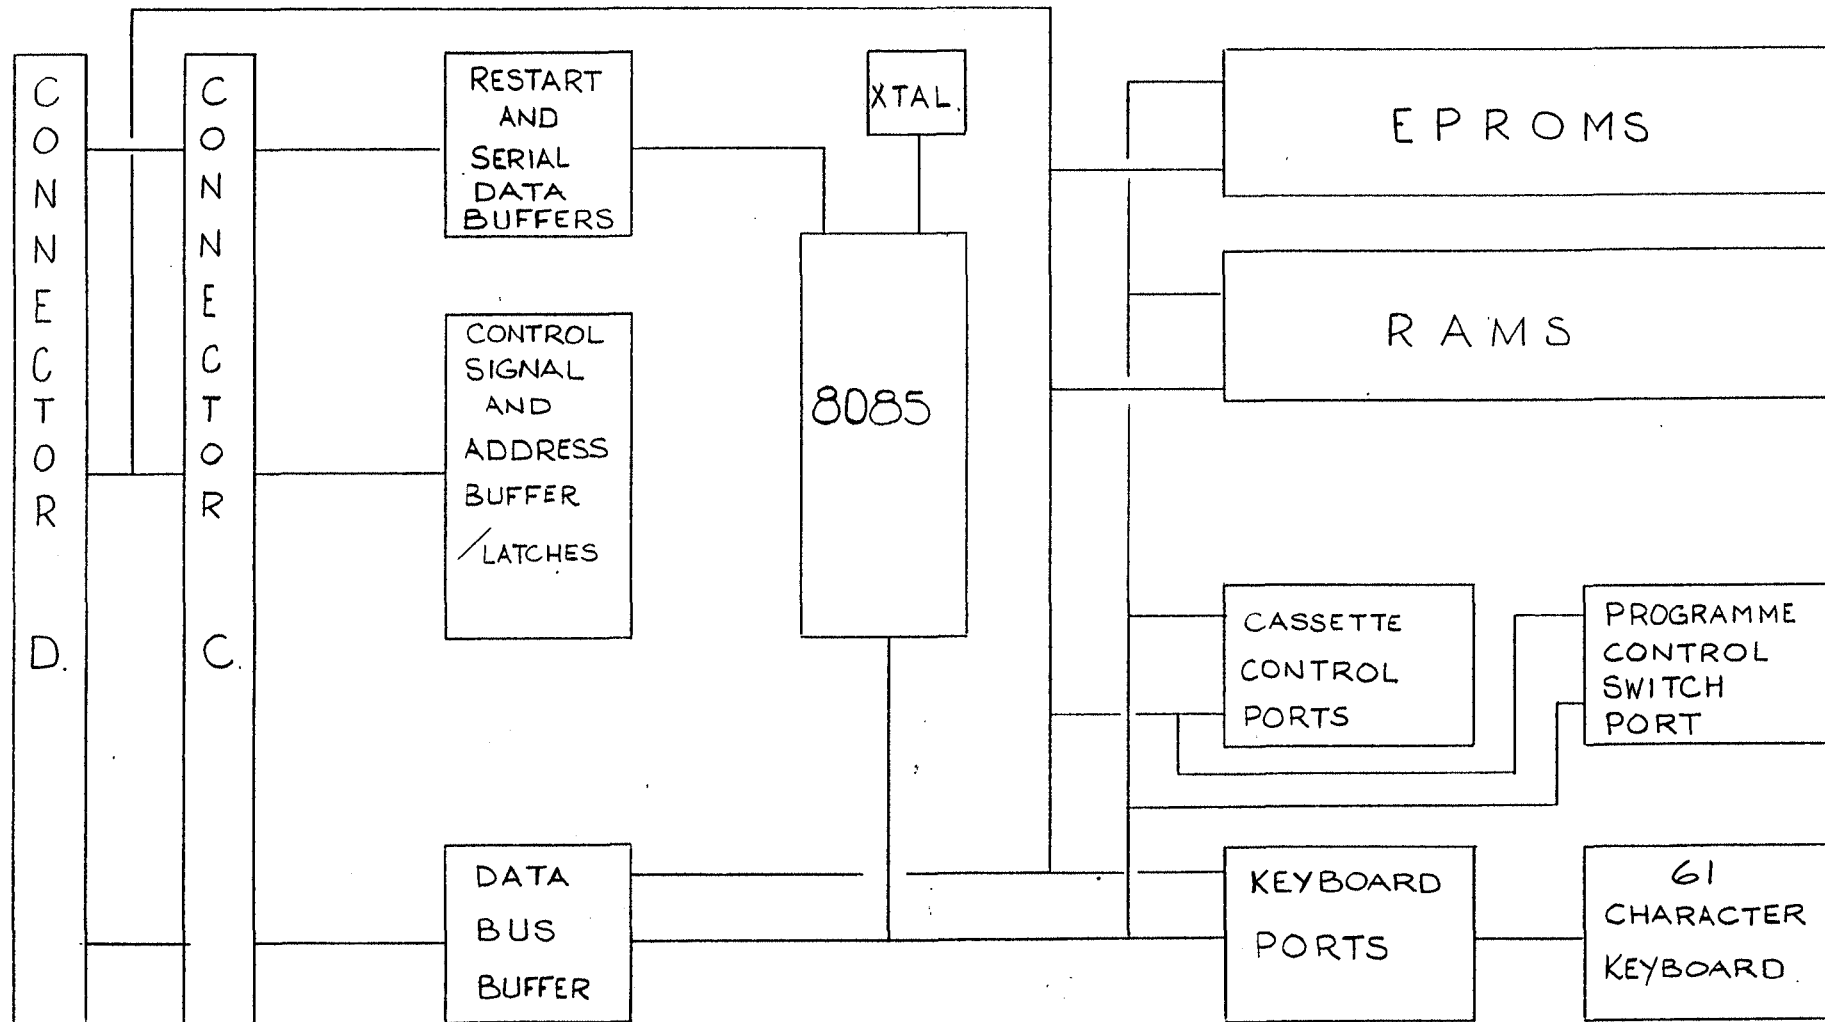 CONNECTOR D.
CONNECTOR C.
RESTART
AND
SERIAL
DATA
BUFFERS
XTAL.
EPROMS
RAMS
CONTROL
SIGNAL
AND
ADDRESS
BUFFER
/LATCHES
8085
CASSETTE
CONTROL
PORTS
PROGRAMME
CONTROL
SWITCH
PORT
DATA
BUS
BUFFER
KEYBOARD
PORTS
61
CHARACTER
KEYBOARD